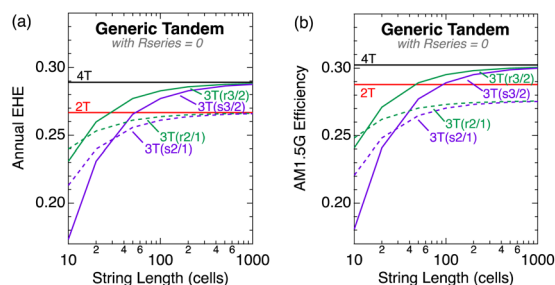 (a)
Generic Tandem
with Rseries = 0
4T
3T(r3/2)
3T(s3/2)
2T
3T(r2/1)
3T(s2/1)
0.30
0.25
0.20
Annual EHE
10 2 4 6 100 2 4 6 1000
String Length (cells)
(b)
Generic Tandem
with Rseries = 0
4T
3T(r3/2)
2T
3T(s3/2)
3T(r2/1)
3T(s2/1)
0.30
0.25
0.20
AM1.5G Efficiency
10 2 4 6 100 2 4 6 1000
String Length (cells)